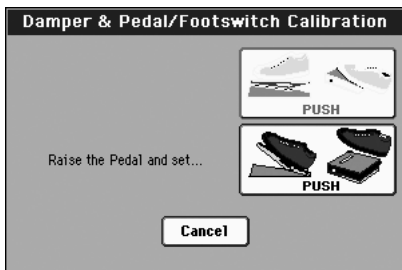 Damper & Pedal/Footswitch Calibration
PUSH
Raise the Pedal and set...
PUSH
Cancel